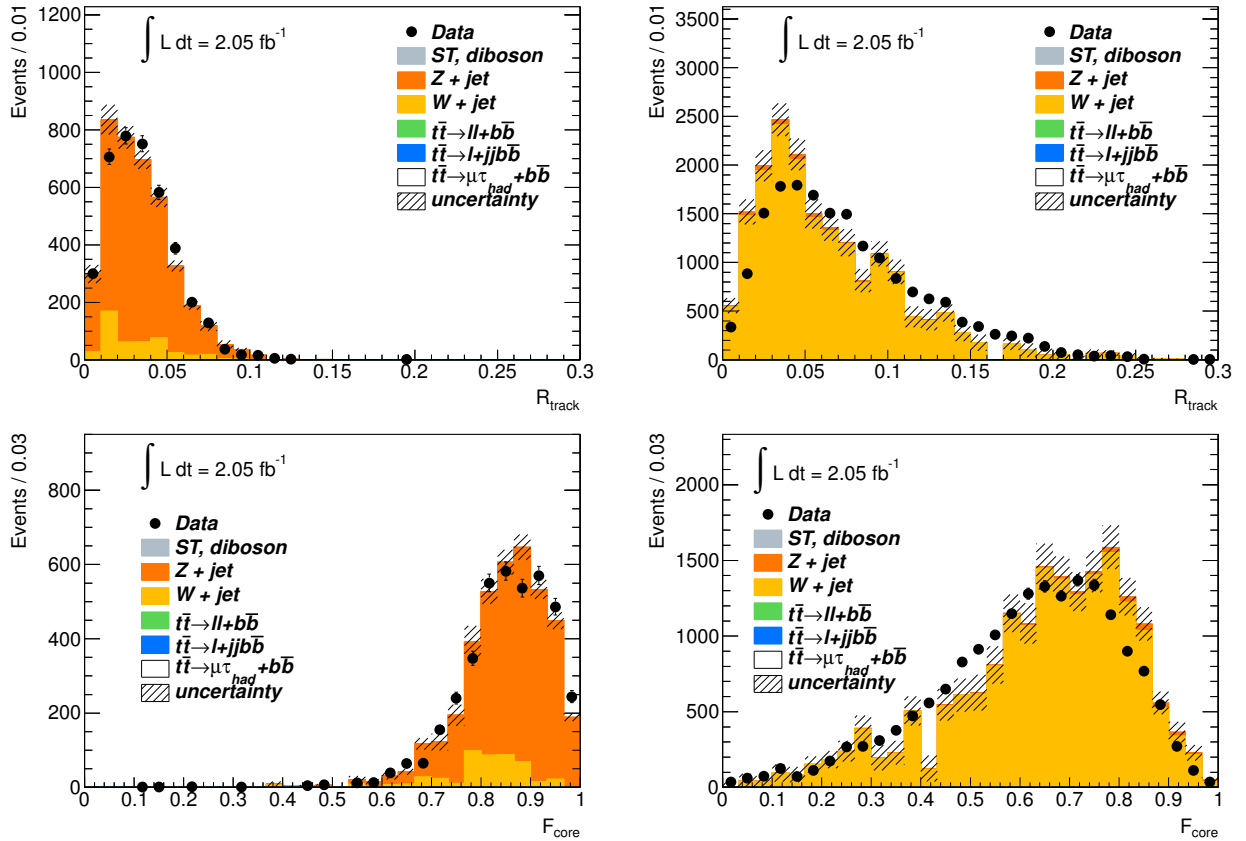 Events / 0.01
1200
1000
800
600
400
200
0
∫ L dt = 2.05 fb⁻¹
Data
ST, diboson
Z + jet
W + jet
tt̄→ll+bb̄
tt̄→l+jjbb̄
tt̄→μτ_had+bb̄
uncertainty
0 0.05 0.1 0.15 0.2 0.25 0.3
R_track
Events / 0.01
3500
3000
2500
2000
1500
1000
500
0
∫ L dt = 2.05 fb⁻¹
Data
ST, diboson
Z + jet
W + jet
tt̄→ll+bb̄
tt̄→l+jjbb̄
tt̄→μτ_had+bb̄
uncertainty
0 0.05 0.1 0.15 0.2 0.25 0.3
R_track
Events / 0.03
800
600
400
200
0
∫ L dt = 2.05 fb⁻¹
Data
ST, diboson
Z + jet
W + jet
tt̄→ll+bb̄
tt̄→l+jjbb̄
tt̄→μτ_had+bb̄
uncertainty
0 0.1 0.2 0.3 0.4 0.5 0.6 0.7 0.8 0.9 1
F_core
Events / 0.03
2000
1500
1000
500
0
∫ L dt = 2.05 fb⁻¹
Data
ST, diboson
Z + jet
W + jet
tt̄→ll+bb̄
tt̄→l+jjbb̄
tt̄→μτ_had+bb̄
uncertainty
0 0.1 0.2 0.3 0.4 0.5 0.6 0.7 0.8 0.9 1
F_core